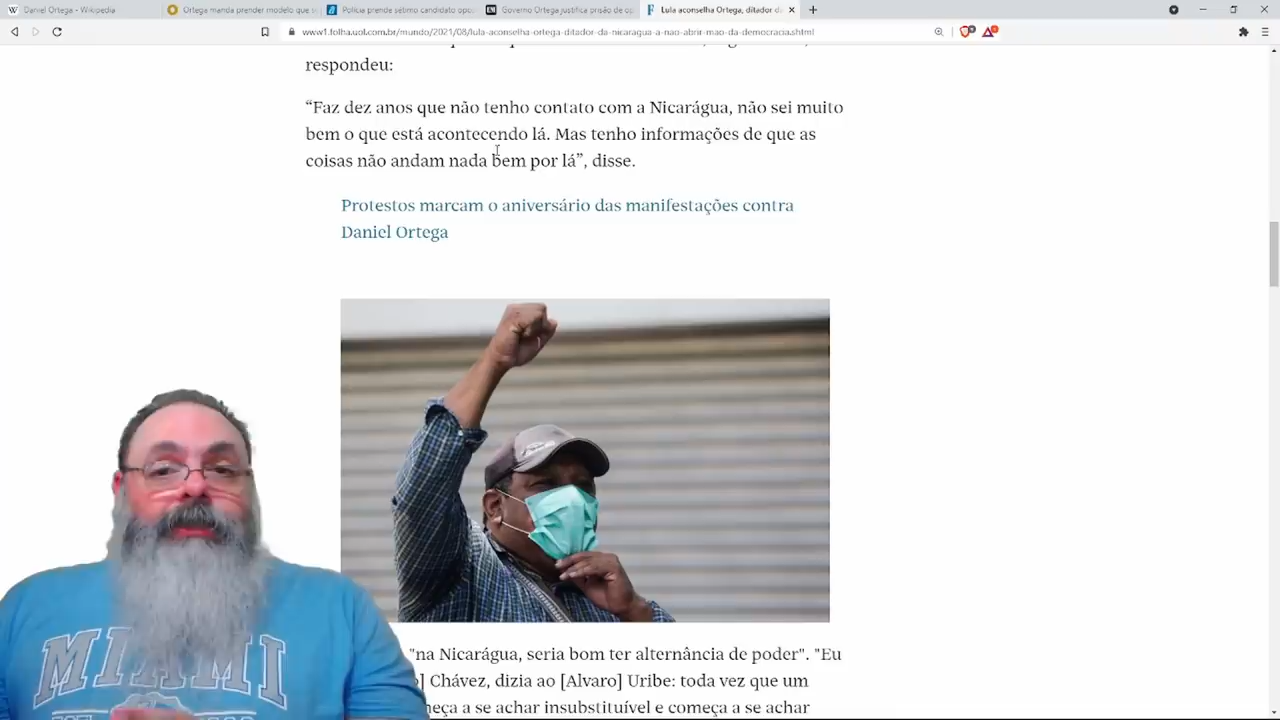 Daniel Ortega - Wikipedia
Ortega manda prender modelo que s
Polícia prende sétimo candidato opo
Governo Ortega justifica prisão de op
Lula aconselha Ortega, ditador da
www1.folha.uol.com.br/mundo/2021/08/lula-aconselha-ortega-ditador-da-nicaragua-a-nao-abrir-mao-da-democracia.shtml
respondeu:
“Faz dez anos que não tenho contato com a Nicarágua, não sei muito
bem o que está acontecendo lá. Mas tenho informações de que as
coisas não andam nada bem por lá”, disse.
Protestos marcam o aniversário das manifestações contra
Daniel Ortega
"na Nicarágua, seria bom ter alternância de poder". "Eu
] Chávez, dizia ao [Alvaro] Uribe: toda vez que um
eça a se achar insubstituível e começa a se achar
MIAMI